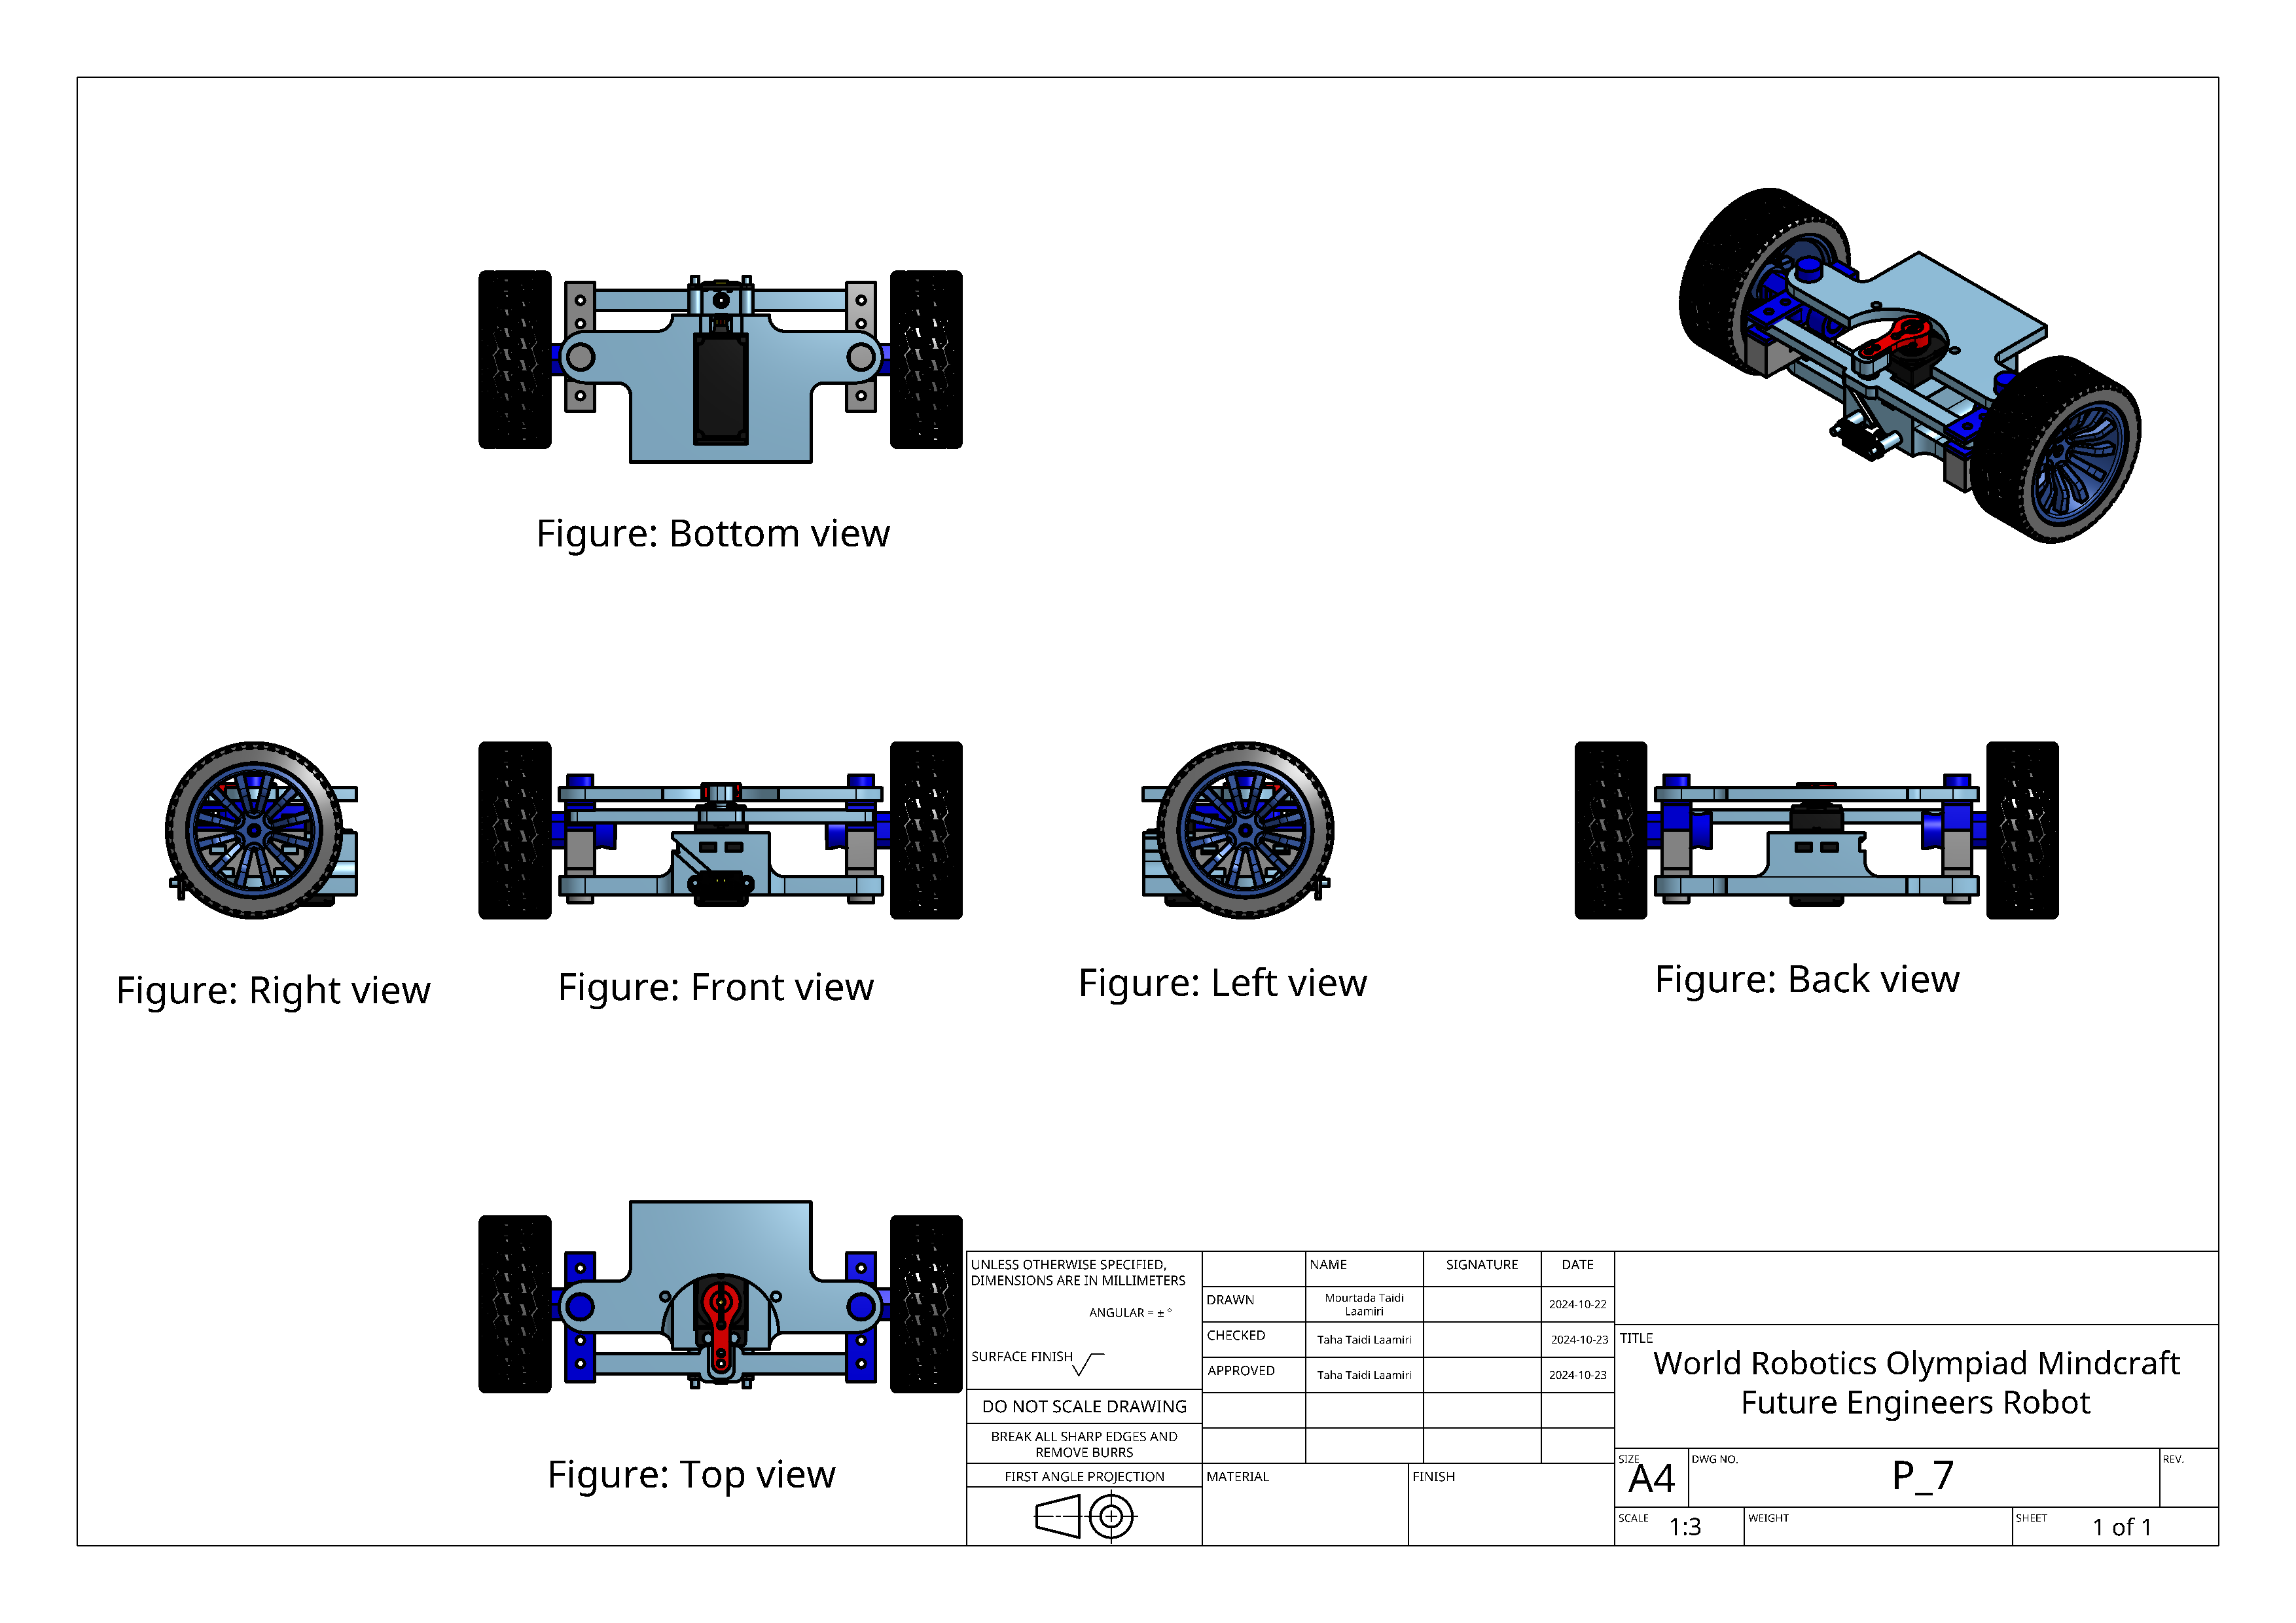 Figure: Bottom view
Figure: Right view
Figure: Front view
Figure: Left view
Figure: Back view
Figure: Top view
UNLESS OTHERWISE SPECIFIED,
DIMENSIONS ARE IN MILLIMETERS
ANGULAR = ± °
SURFACE FINISH
DO NOT SCALE DRAWING
BREAK ALL SHARP EDGES AND
REMOVE BURRS
FIRST ANGLE PROJECTION
NAME
SIGNATURE
DATE
DRAWN
Mourtada Taidi
Laamiri
2024-10-22
CHECKED
Taha Taidi Laamiri
2024-10-23
APPROVED
Taha Taidi Laamiri
2024-10-23
MATERIAL
FINISH
TITLE
World Robotics Olympiad Mindcraft
Future Engineers Robot
SIZE
A4
DWG NO.
P_7
REV.
SCALE
1:3
WEIGHT
SHEET
1 of 1